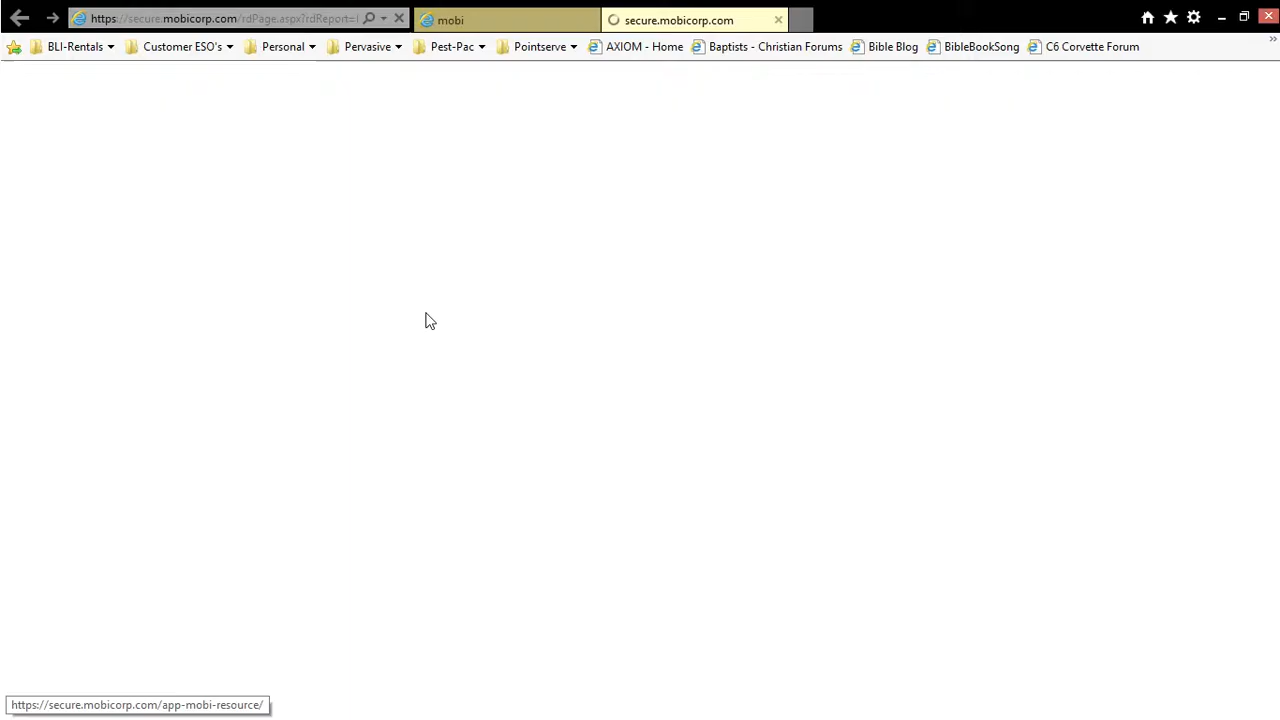 https://secure.mobicorp.com/rdPage.aspx?rdReport=
mobi
secure.mobicorp.com
BLI-Rentals
Customer ESO's
Personal
Pervasive
Pest-Pac
Pointserve
AXIOM - Home
Baptists - Christian Forums
Bible Blog
BibleBookSong
C6 Corvette Forum
https://secure.mobicorp.com/app-mobi-resource/